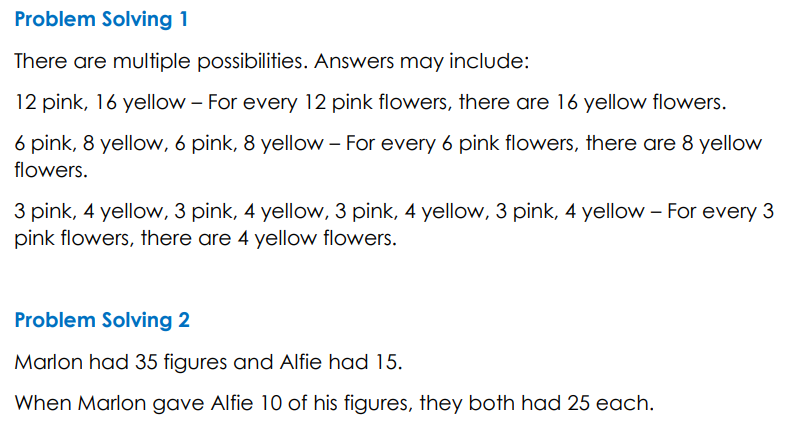 Problem Solving 1
There are multiple possibilities. Answers may include:
12 pink, 16 yellow – For every 12 pink flowers, there are 16 yellow flowers.
6 pink, 8 yellow, 6 pink, 8 yellow – For every 6 pink flowers, there are 8 yellow
flowers.
3 pink, 4 yellow, 3 pink, 4 yellow, 3 pink, 4 yellow, 3 pink, 4 yellow – For every 3
pink flowers, there are 4 yellow flowers.
Problem Solving 2
Marlon had 35 figures and Alfie had 15.
When Marlon gave Alfie 10 of his figures, they both had 25 each.